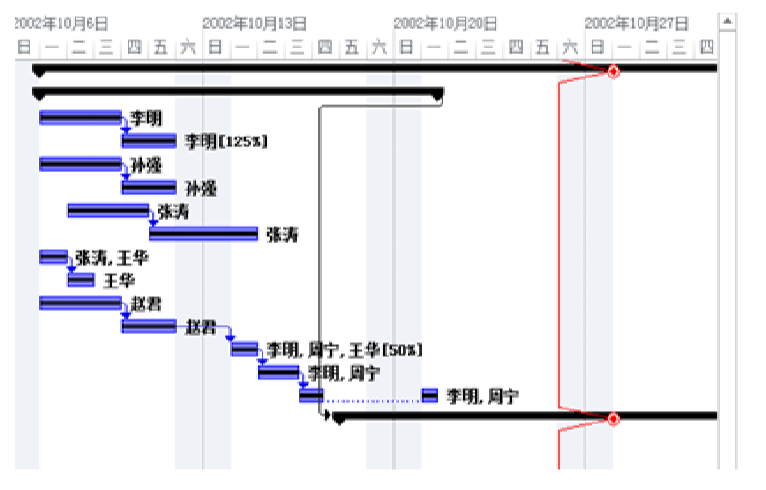 2002年10月6日 2002年10月13日 2002年10月20日 2002年10月27日
日 一 二 三 四 五 六 日 一 二 三 四 五 六 日 一 二 三 四 五 六 日 一 二 三 四
李明
李明[125%]
孙强
孙强
张涛
张涛
张涛,王华
王华
赵君
赵君
李明,周宁,王华[50%]
李明,周宁
李明,周宁